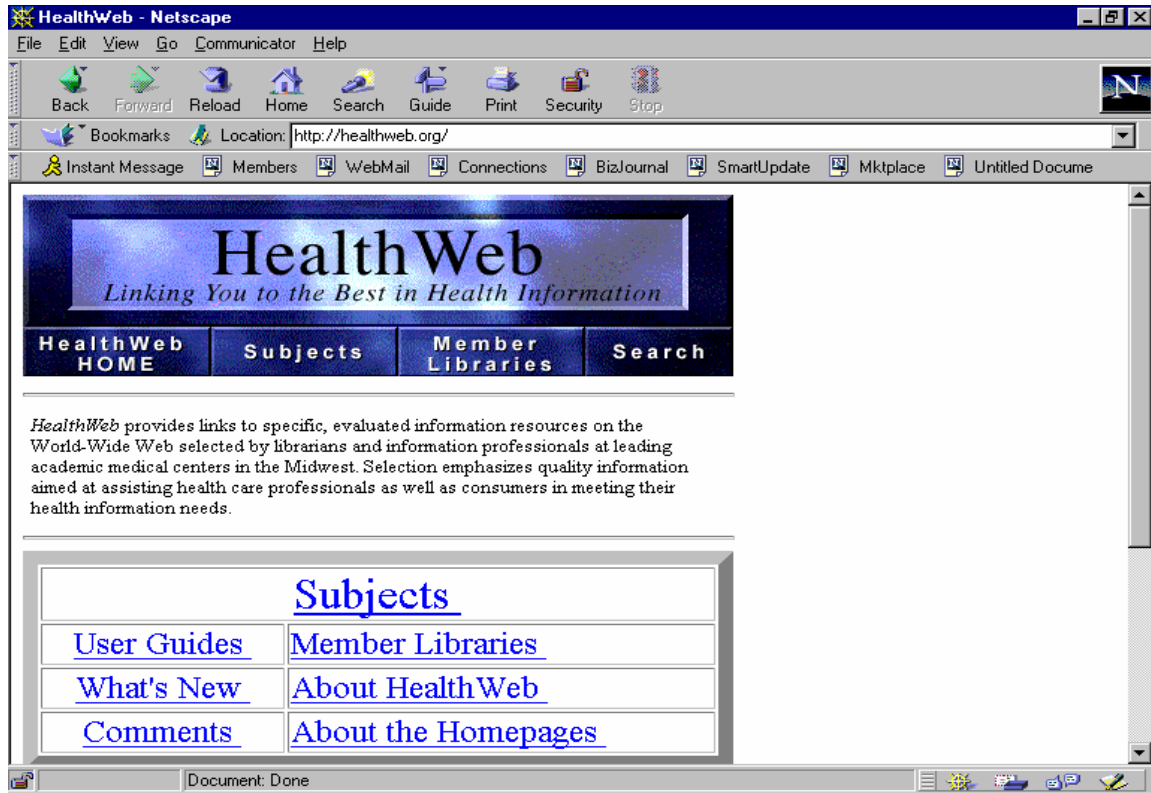 HealthWeb - Netscape
File Edit View Go Communicator Help
Back Forward Reload Home Search Guide Print Security Stop
N
Bookmarks Location: http://healthweb.org/
Instant Message Members WebMail Connections BizJournal SmartUpdate Mktplace Untitled Docume
HealthWeb
Linking You to the Best in Health Information
HealthWeb HOME Subjects Member Libraries Search
HealthWeb provides links to specific, evaluated information resources on the
World-Wide Web selected by librarians and information professionals at leading
academic medical centers in the Midwest. Selection emphasizes quality information
aimed at assisting health care professionals as well as consumers in meeting their
health information needs.
Subjects
User Guides Member Libraries
What's New About HealthWeb
Comments About the Homepages
Document: Done